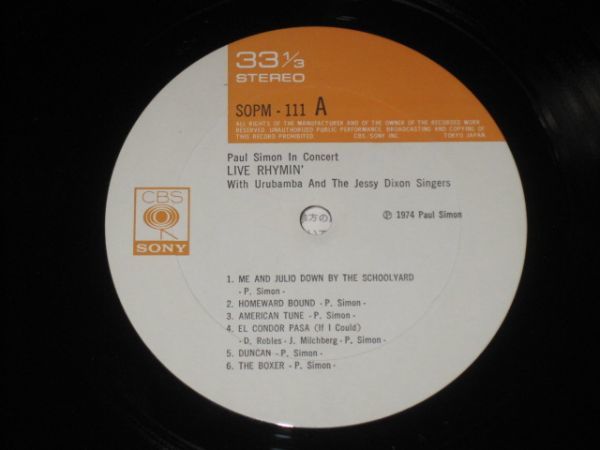 33 1/3
STEREO
SOPM - 111 A
ALL RIGHTS OF THE MANUFACTURER AND OF THE OWNER OF THE RECORDED WORK
RESERVED. UNAUTHORIZED PUBLIC PERFORMANCE, BROADCASTING AND COPYING OF
THIS RECORD PROHIBITED. CBS/SONY INC. TOKYO JAPAN
Paul Simon In Concert
LIVE RHYMIN'
With Urubamba And The Jessy Dixon Singers
CBS
SONY
方の
℗ 1974 Paul Simon
1. ME AND JULIO DOWN BY THE SCHOOLYARD
- P. Simon -
2. HOMEWARD BOUND - P. Simon -
3. AMERICAN TUNE - P. Simon -
4. EL CONDOR PASA (If I Could)
- D. Robles - J. Milchberg - P. Simon -
5. DUNCAN - P. Simon -
6. THE BOXER - P. Simon -